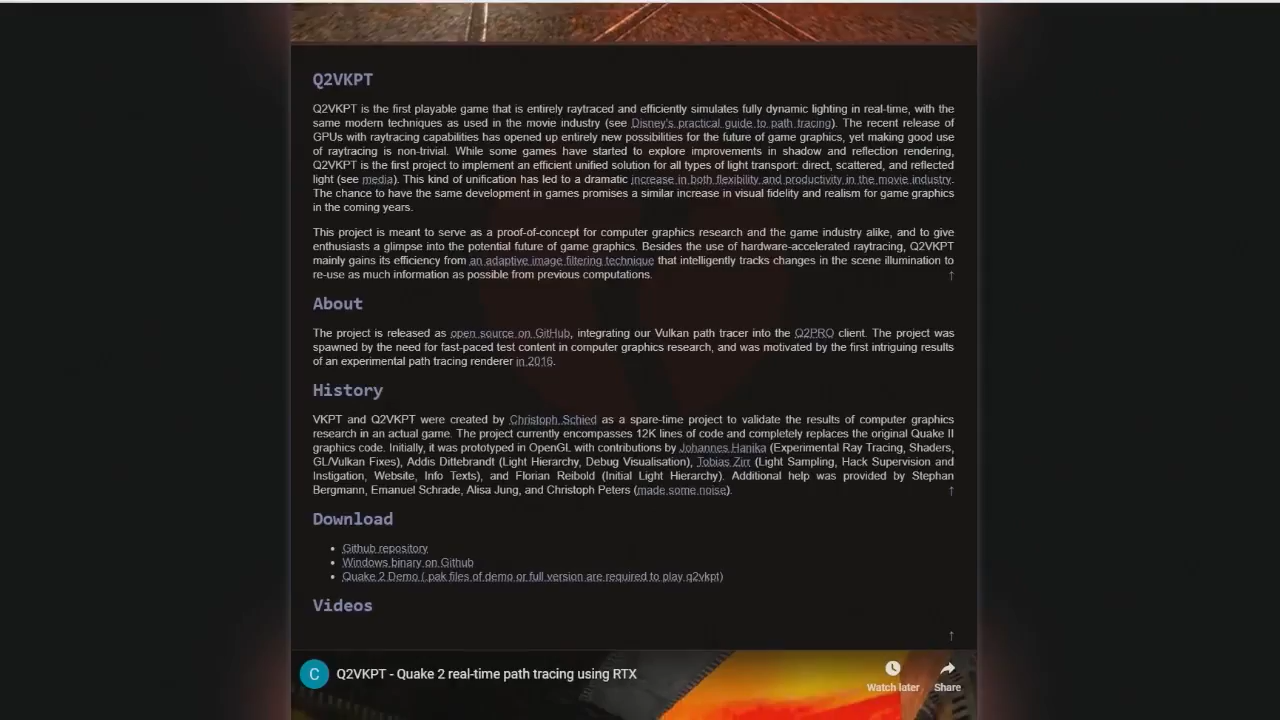 Q2VKPT
Q2VKPT is the first playable game that is entirely raytraced and efficiently simulates fully dynamic lighting in real-time, with the
same modern techniques as used in the movie industry (see Disney's practical guide to path tracing). The recent release of
GPUs with raytracing capabilities has opened up entirely new possibilities for the future of game graphics, yet making good use
of raytracing is non-trivial. While some games have started to explore improvements in shadow and reflection rendering,
Q2VKPT is the first project to implement an efficient unified solution for all types of light transport: direct, scattered, and reflected
light (see media). This kind of unification has led to a dramatic increase in both flexibility and productivity in the movie industry.
The chance to have the same development in games promises a similar increase in visual fidelity and realism for game graphics
in the coming years.
This project is meant to serve as a proof-of-concept for computer graphics research and the game industry alike, and to give
enthusiasts a glimpse into the potential future of game graphics. Besides the use of hardware-accelerated raytracing, Q2VKPT
mainly gains its efficiency from an adaptive image filtering technique that intelligently tracks changes in the scene illumination to
re-use as much information as possible from previous computations. ↑
About
The project is released as open source on GitHub, integrating our Vulkan path tracer into the Q2PRO client. The project was
spawned by the need for fast-paced test content in computer graphics research, and was motivated by the first intriguing results
of an experimental path tracing renderer in 2016.
History
VKPT and Q2VKPT were created by Christoph Schied as a spare-time project to validate the results of computer graphics
research in an actual game. The project currently encompasses 12K lines of code and completely replaces the original Quake II
graphics code. Initially, it was prototyped in OpenGL with contributions by Johannes Hanika (Experimental Ray Tracing, Shaders,
GL/Vulkan Fixes), Addis Dittebrandt (Light Hierarchy, Debug Visualisation), Tobias Zirr (Light Sampling, Hack Supervision and
Instigation, Website, Info Texts), and Florian Reibold (Initial Light Hierarchy). Additional help was provided by Stephan
Bergmann, Emanuel Schrade, Alisa Jung, and Christoph Peters (made some noise). ↑
Download
• Github repository
• Windows binary on Github
• Quake 2 Demo (.pak files of demo or full version are required to play q2vkpt)
Videos
↑
C Q2VKPT - Quake 2 real-time path tracing using RTX
Watch later Share